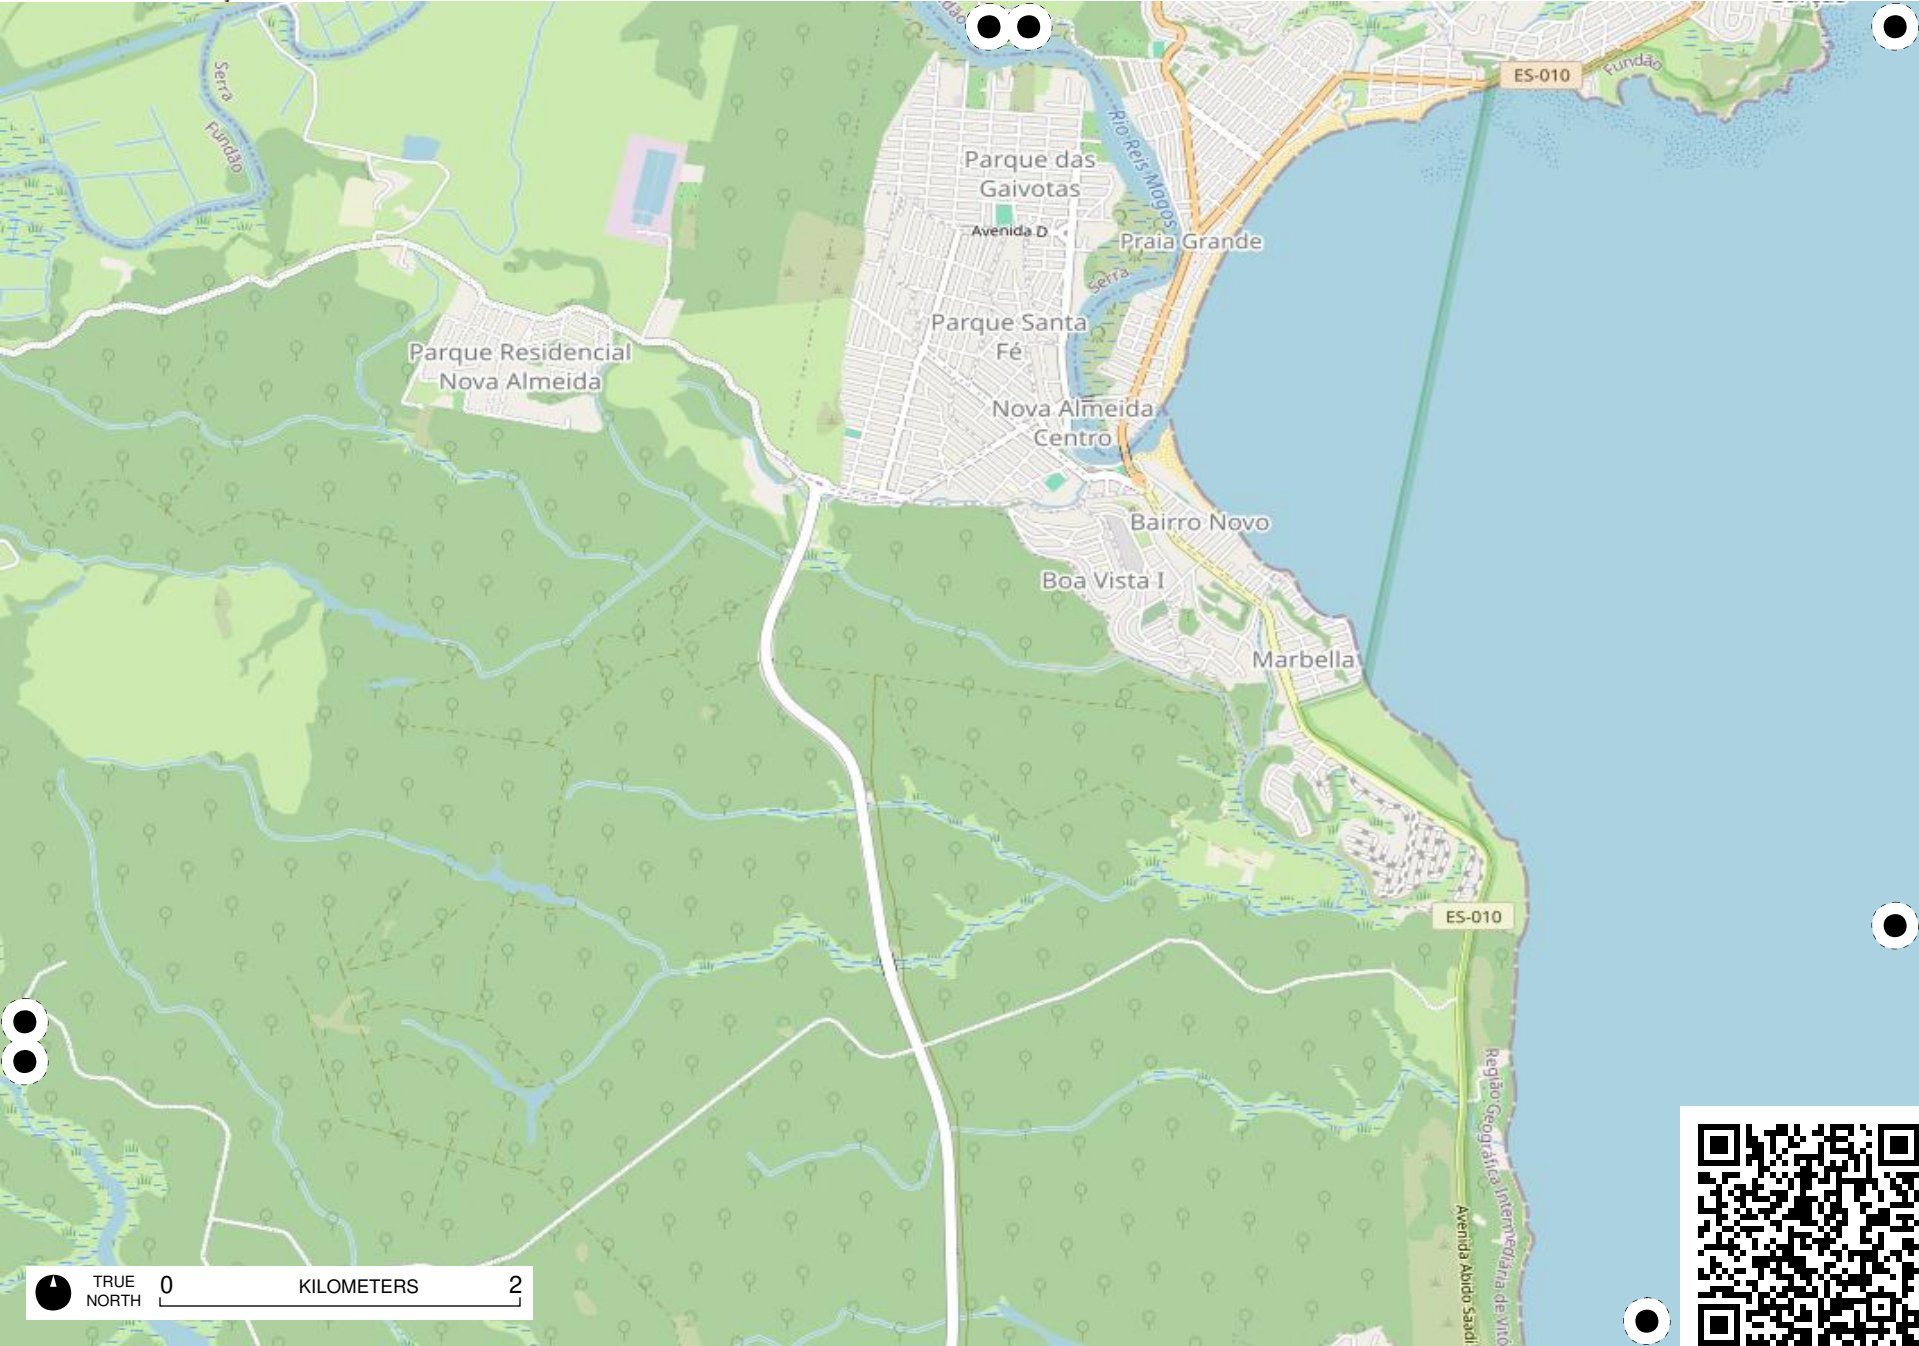 ES-010
Fundão
Serra
Fundão
Rio Reis Magos
Parque das
Gaivotas
Avenida D
Praia Grande
Serra
Parque Santa
Fé
Parque Residencial
Nova Almeida
Nova Almeida
Centro
Bairro Novo
Boa Vista I
Marbella
ES-010
Região Geográfica Intermediária de Vitó
Avenida Abido Saadi
TRUE
NORTH
0 KILOMETERS 2